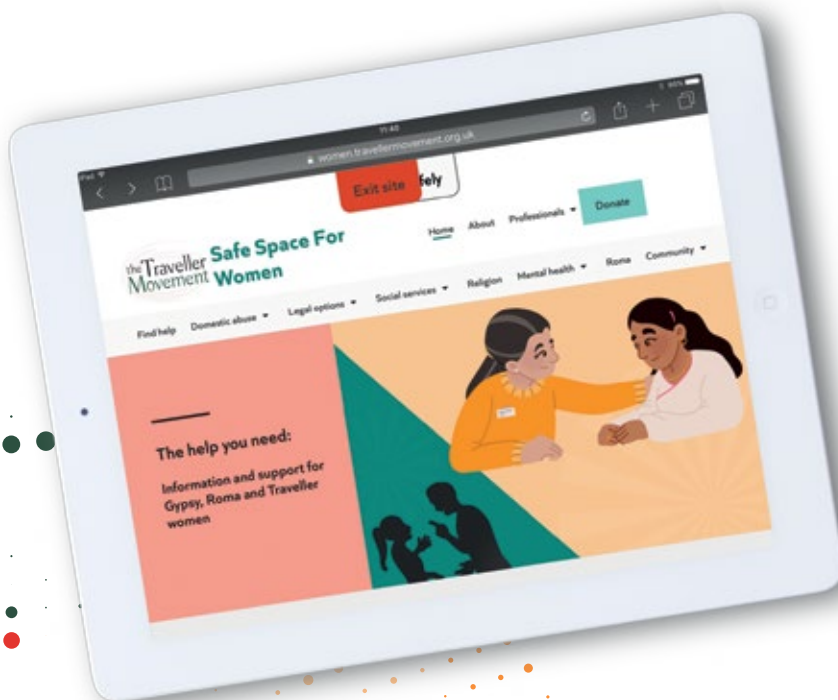 iPad
11:40
90%
women.travellermovement.org.uk
Exit site
fely
the Traveller
Movement
Safe Space For
Women
Home About Professionals Donate
Find help Domestic abuse Legal options Social services Religion Mental health Roma Community
The help you need:
Information and support for
Gypsy, Roma and Traveller
women